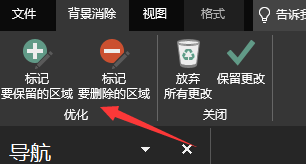 文件 背景消除 视图 格式 告诉我
标记 标记 放弃 保留更改
要保留的区域 要删除的区域 所有更改
优化 关闭
导航